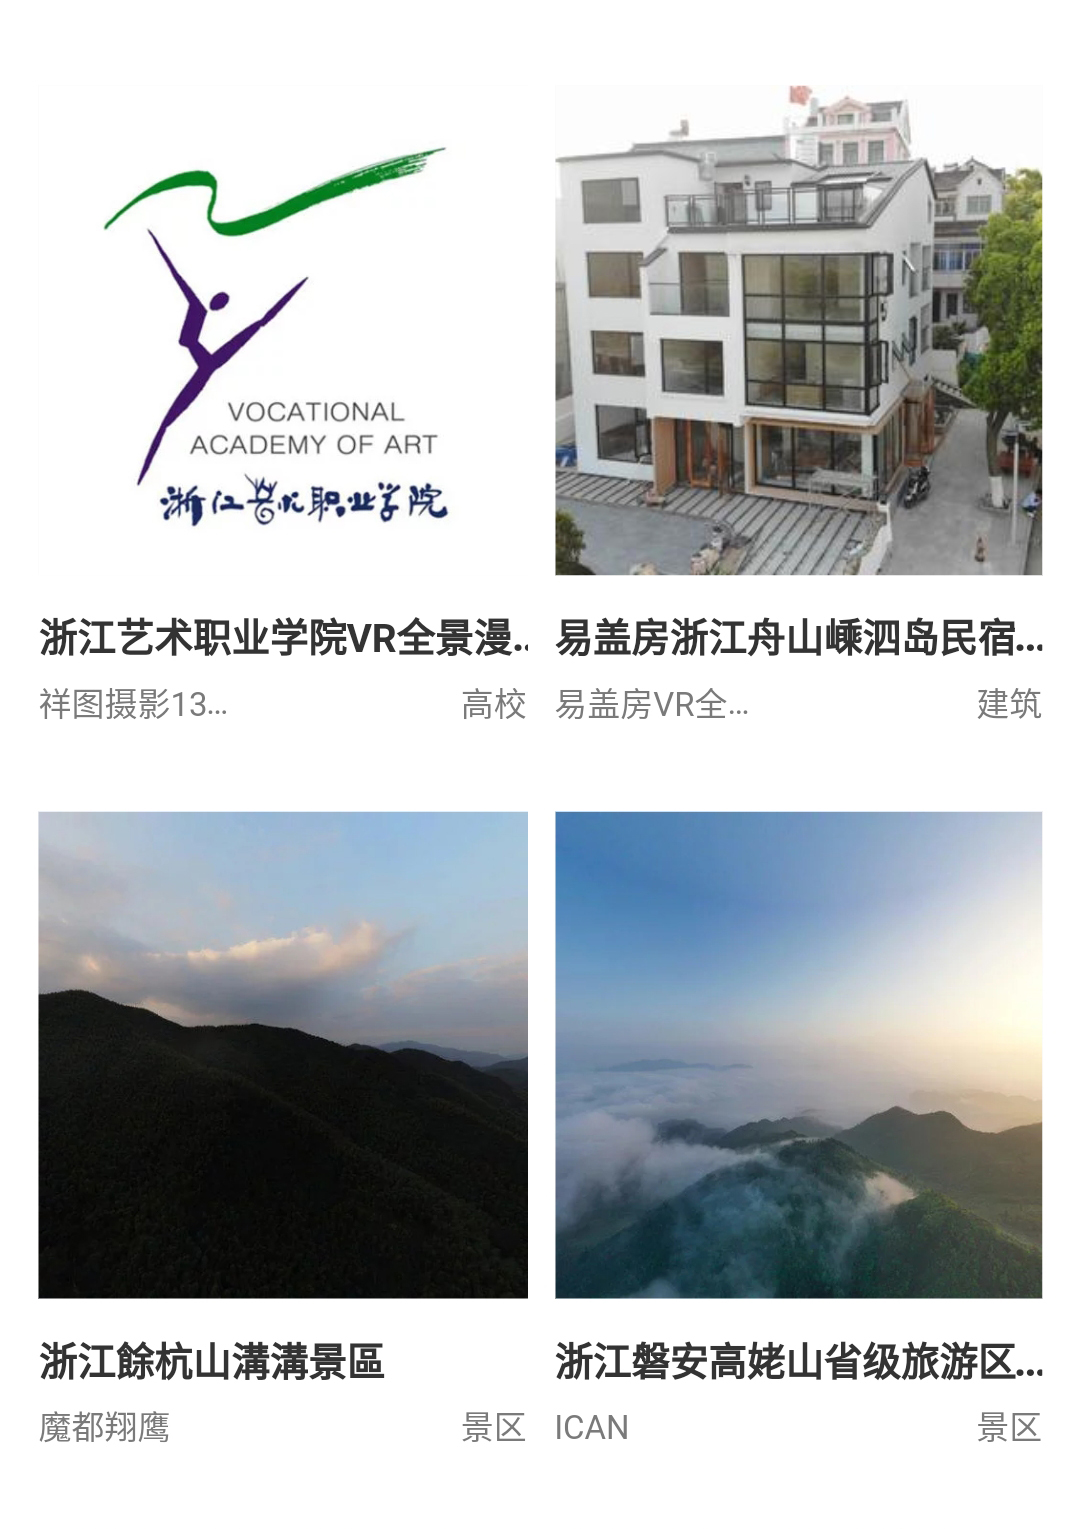 VOCATIONAL
ACADEMY OF ART
浙江艺术职业学院
浙江艺术职业学院VR全景漫..
祥图摄影13...
高校
易盖房浙江舟山嵊泗岛民宿...
易盖房VR全...
建筑
浙江餘杭山溝溝景區
魔都翔鹰
景区
浙江磐安高姥山省级旅游区...
ICAN
景区